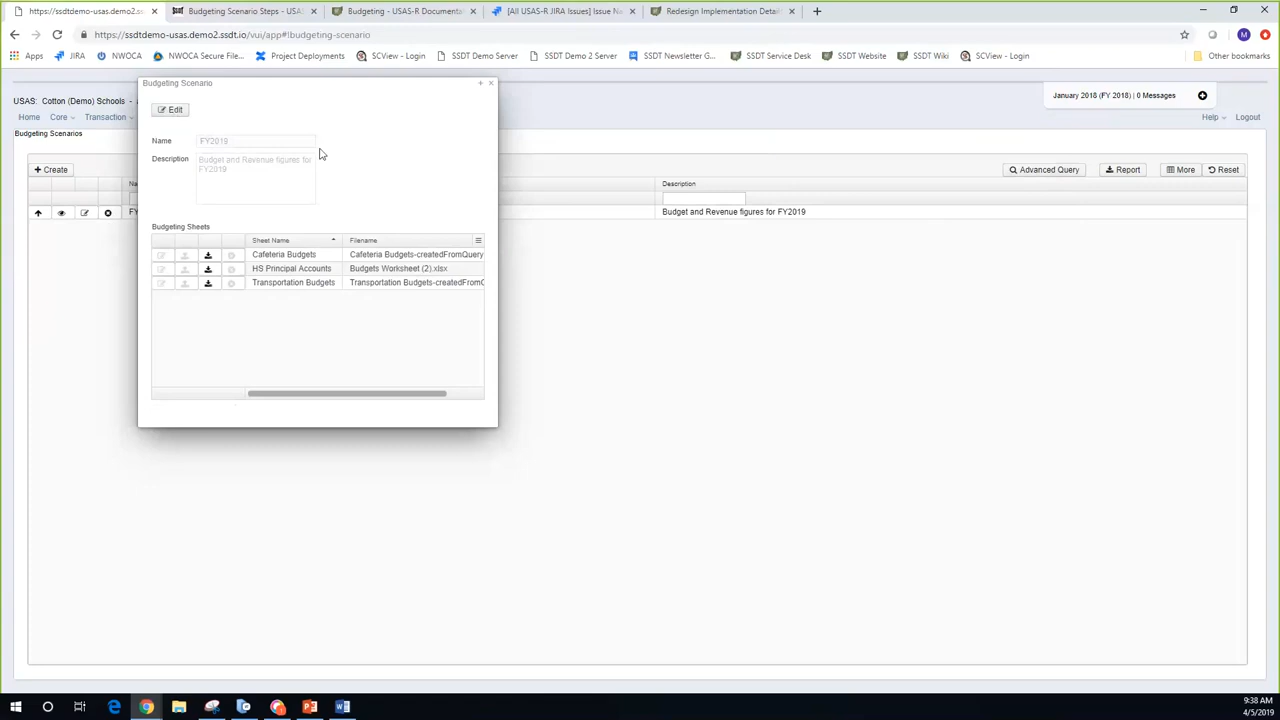 https://ssdtdemo-usas.demo2.ss...
Budgeting Scenario Steps - USA
Budgeting - USAS-R Documenta
[All USAS-R JIRA Issues] Issue Na
Redesign Implementation Detail
https://ssdtdemo-usas.demo2.ssdt.io/vui/app#!budgeting-scenario
Apps
JIRA
NWOCA
NWOCA Secure File...
Project Deployments
SCView - Login
SSDT Demo Server
SSDT Demo 2 Server
SSDT Newsletter G...
SSDT Service Desk
SSDT Website
SSDT Wiki
SCView - Login
Other bookmarks
Budgeting Scenario
USAS: Cotton (Demo) Schools -
January 2018 (FY 2018) | 0 Messages
Home
Core
Transaction
Help
Logout
Budgeting Scenarios
Edit
Name
FY2019
Description
Budget and Revenue figures for
FY2019
Create
Advanced Query
Report
More
Reset
Na
Description
FY
Budget and Revenue figures for FY2019
Budgeting Sheets
Sheet Name
Filename
Cafeteria Budgets
Cafeteria Budgets-createdFromQuery
HS Principal Accounts
Budgets Worksheet (2).xlsx
Transportation Budgets
Transportation Budgets-createdFromQ
9:38 AM
4/5/2019